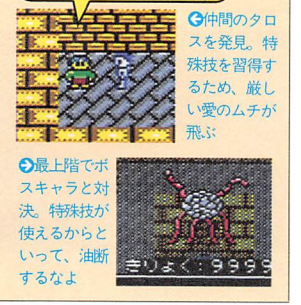 仲間のタロ
スを発見。特
殊技を習得す
るため、厳し
い愛のムチが
飛ぶ
最上階でボ
スキャラと対
決。特殊技が
使えるからと
いって、油断
するなよ
きりょく:9999